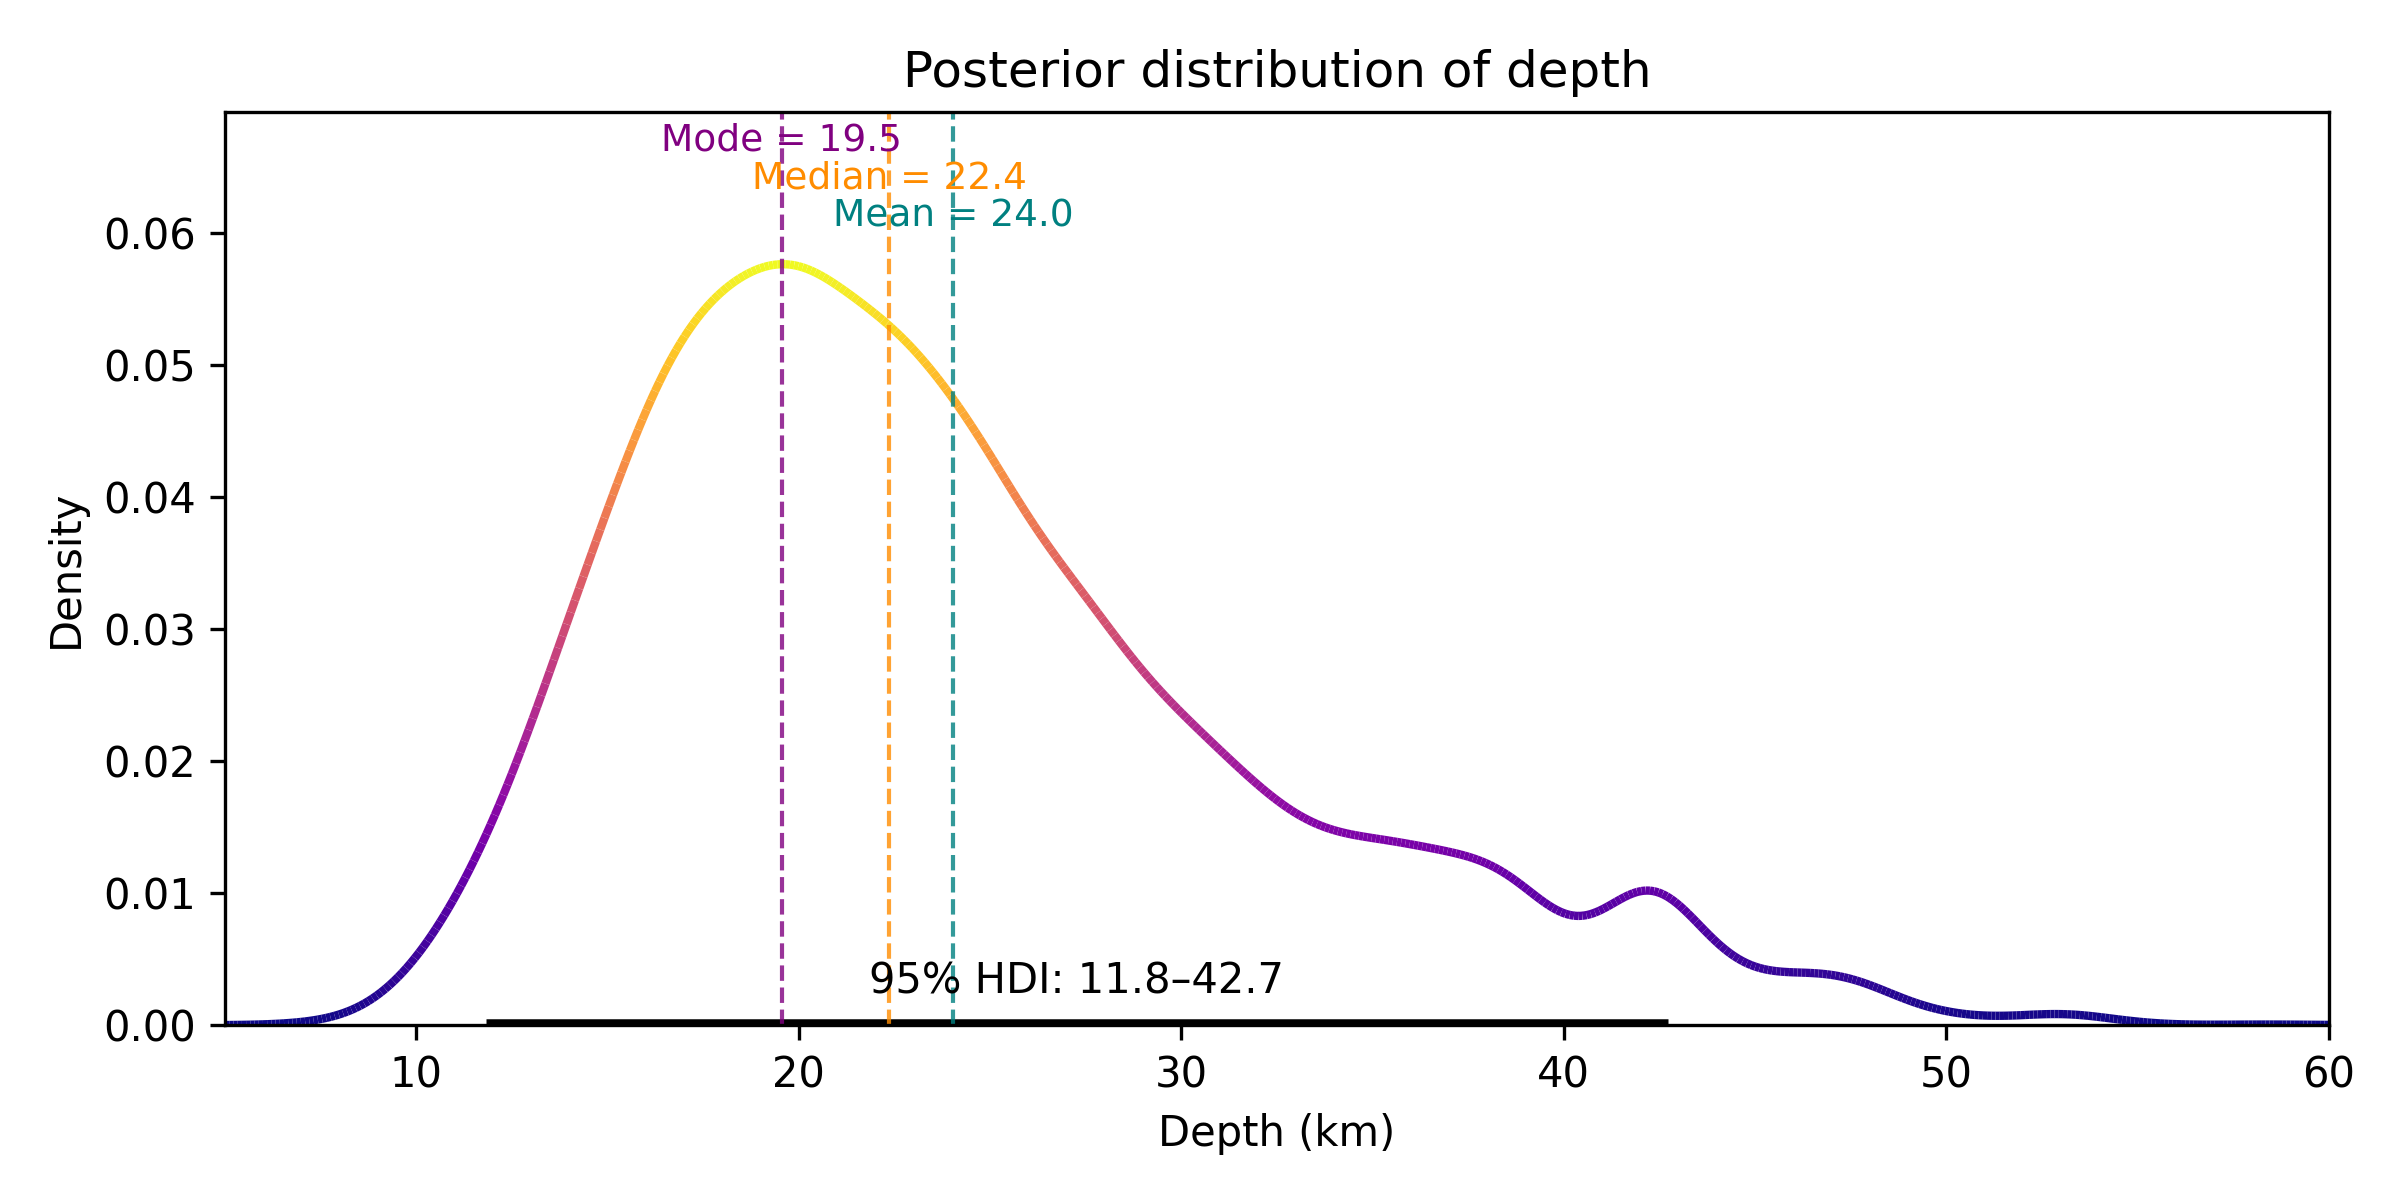 Posterior distribution of depth
Mode = 19.5
Median = 22.4
Mean = 24.0
0.06
0.05
0.04
0.03
0.02
0.01
0.00
Density
95% HDI: 11.8–42.7
10 20 30 40 50 60
Depth (km)